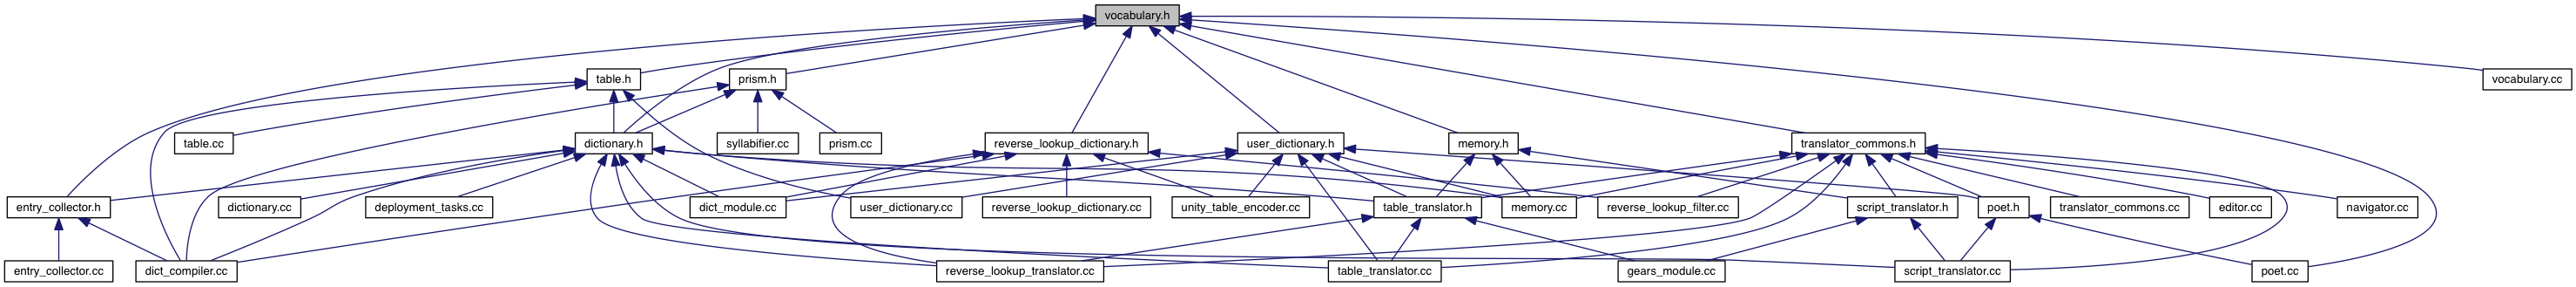 vocabulary.h
table.h
prism.h
vocabulary.cc
table.cc
dictionary.h
syllabifier.cc
prism.cc
reverse_lookup_dictionary.h
user_dictionary.h
memory.h
translator_commons.h
entry_collector.h
dictionary.cc
deployment_tasks.cc
dict_module.cc
user_dictionary.cc
reverse_lookup_dictionary.cc
unity_table_encoder.cc
table_translator.h
memory.cc
reverse_lookup_filter.cc
script_translator.h
poet.h
translator_commons.cc
editor.cc
navigator.cc
entry_collector.cc
dict_compiler.cc
reverse_lookup_translator.cc
table_translator.cc
gears_module.cc
script_translator.cc
poet.cc